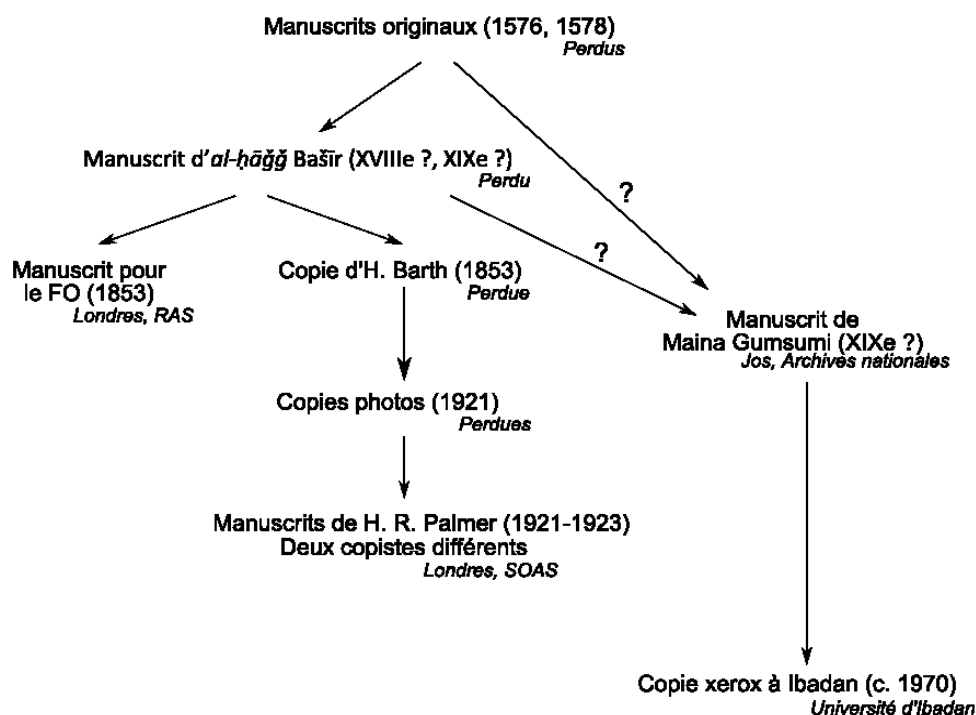 Manuscrits originaux (1576, 1578)
Perdus
Manuscrit d'al-ḥāǧǧ Bašīr (XVIIIe ?, XIXe ?)
Perdu
?
?
Manuscrit pour
le FO (1853)
Londres, RAS
Copie d'H. Barth (1853)
Perdue
Manuscrit de
Maina Gumsumi (XIXe ?)
Jos, Archives nationales
Copies photos (1921)
Perdues
Manuscrits de H. R. Palmer (1921-1923)
Deux copistes différents
Londres, SOAS
Copie xerox à Ibadan (c. 1970)
Université d'Ibadan